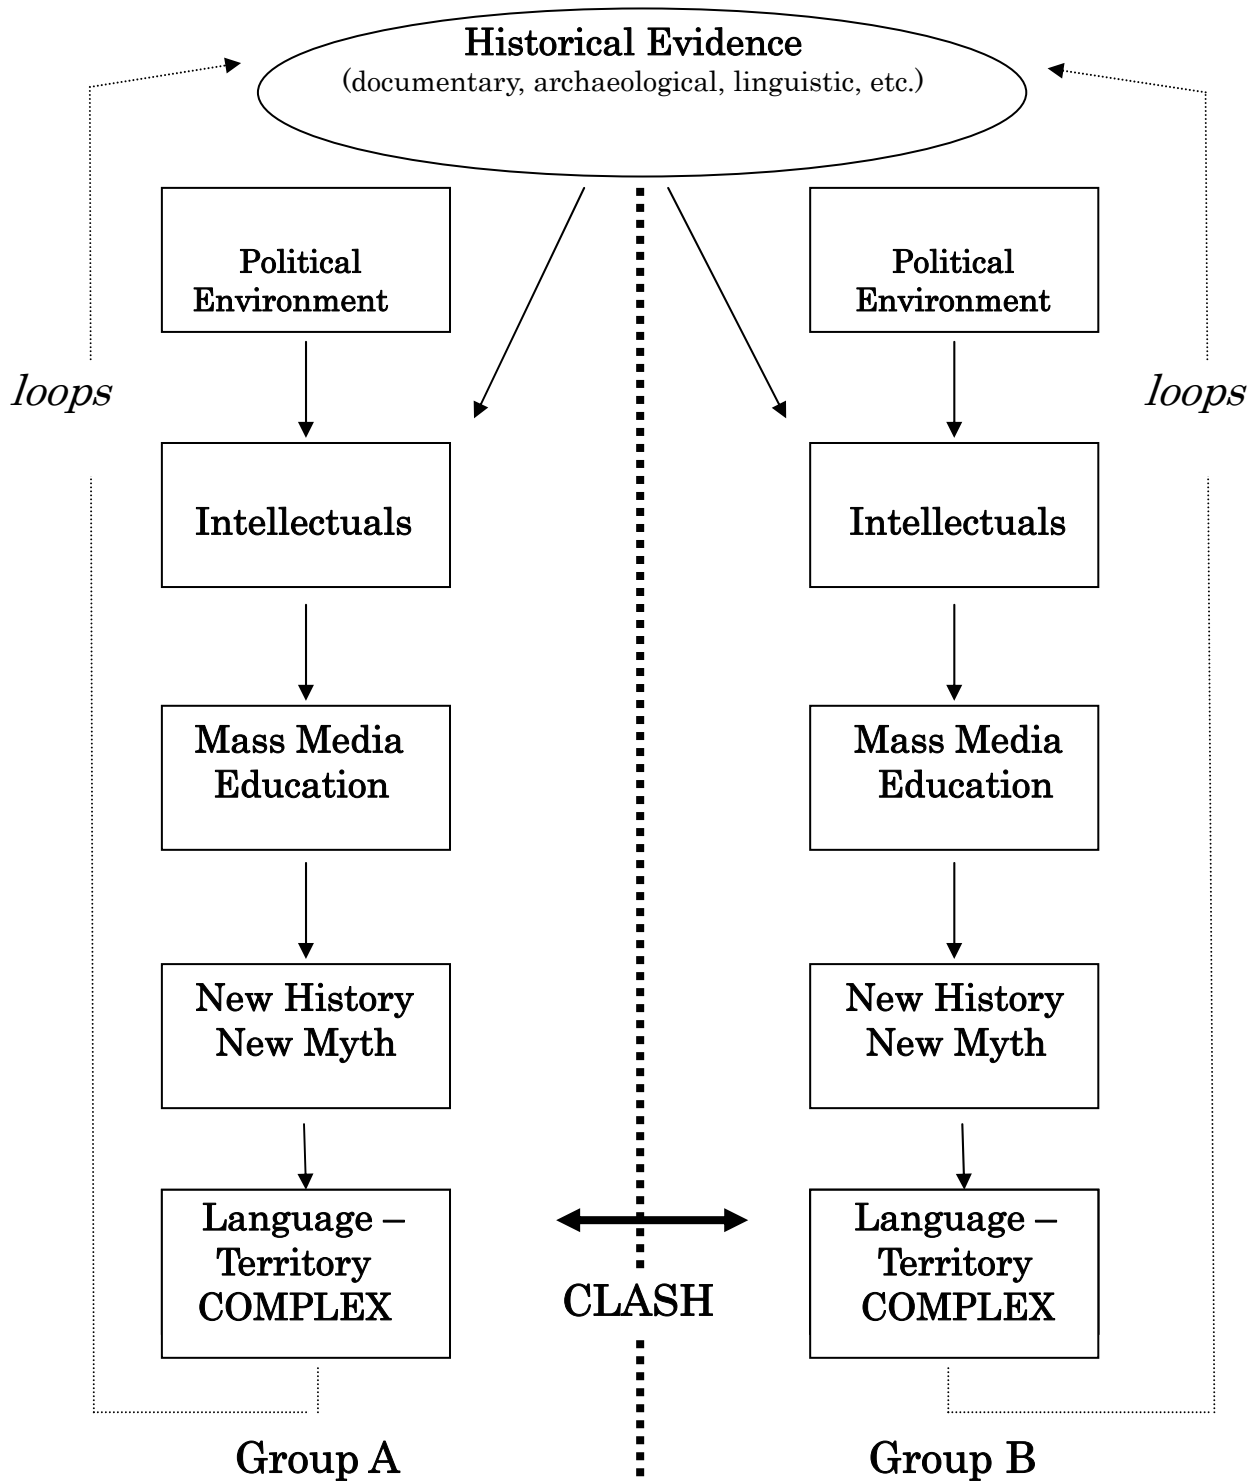 Historical Evidence
(documentary, archaeological, linguistic, etc.)
Political
Environment
Political
Environment
loops
loops
Intellectuals
Intellectuals
Mass Media
Education
Mass Media
Education
New History
New Myth
New History
New Myth
Language –
Territory
COMPLEX
CLASH
Language –
Territory
COMPLEX
Group A
Group B